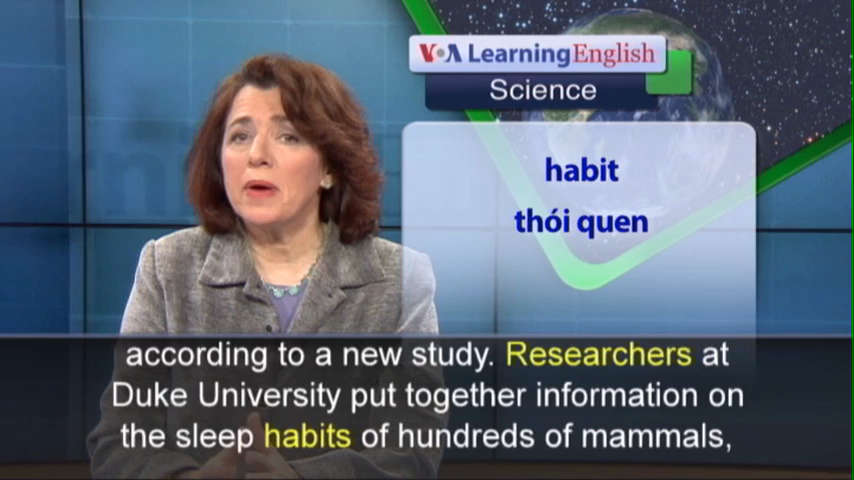 VOA Learning English
Science
habit
thói quen
according to a new study. Researchers at
Duke University put together information on
the sleep habits of hundreds of mammals,